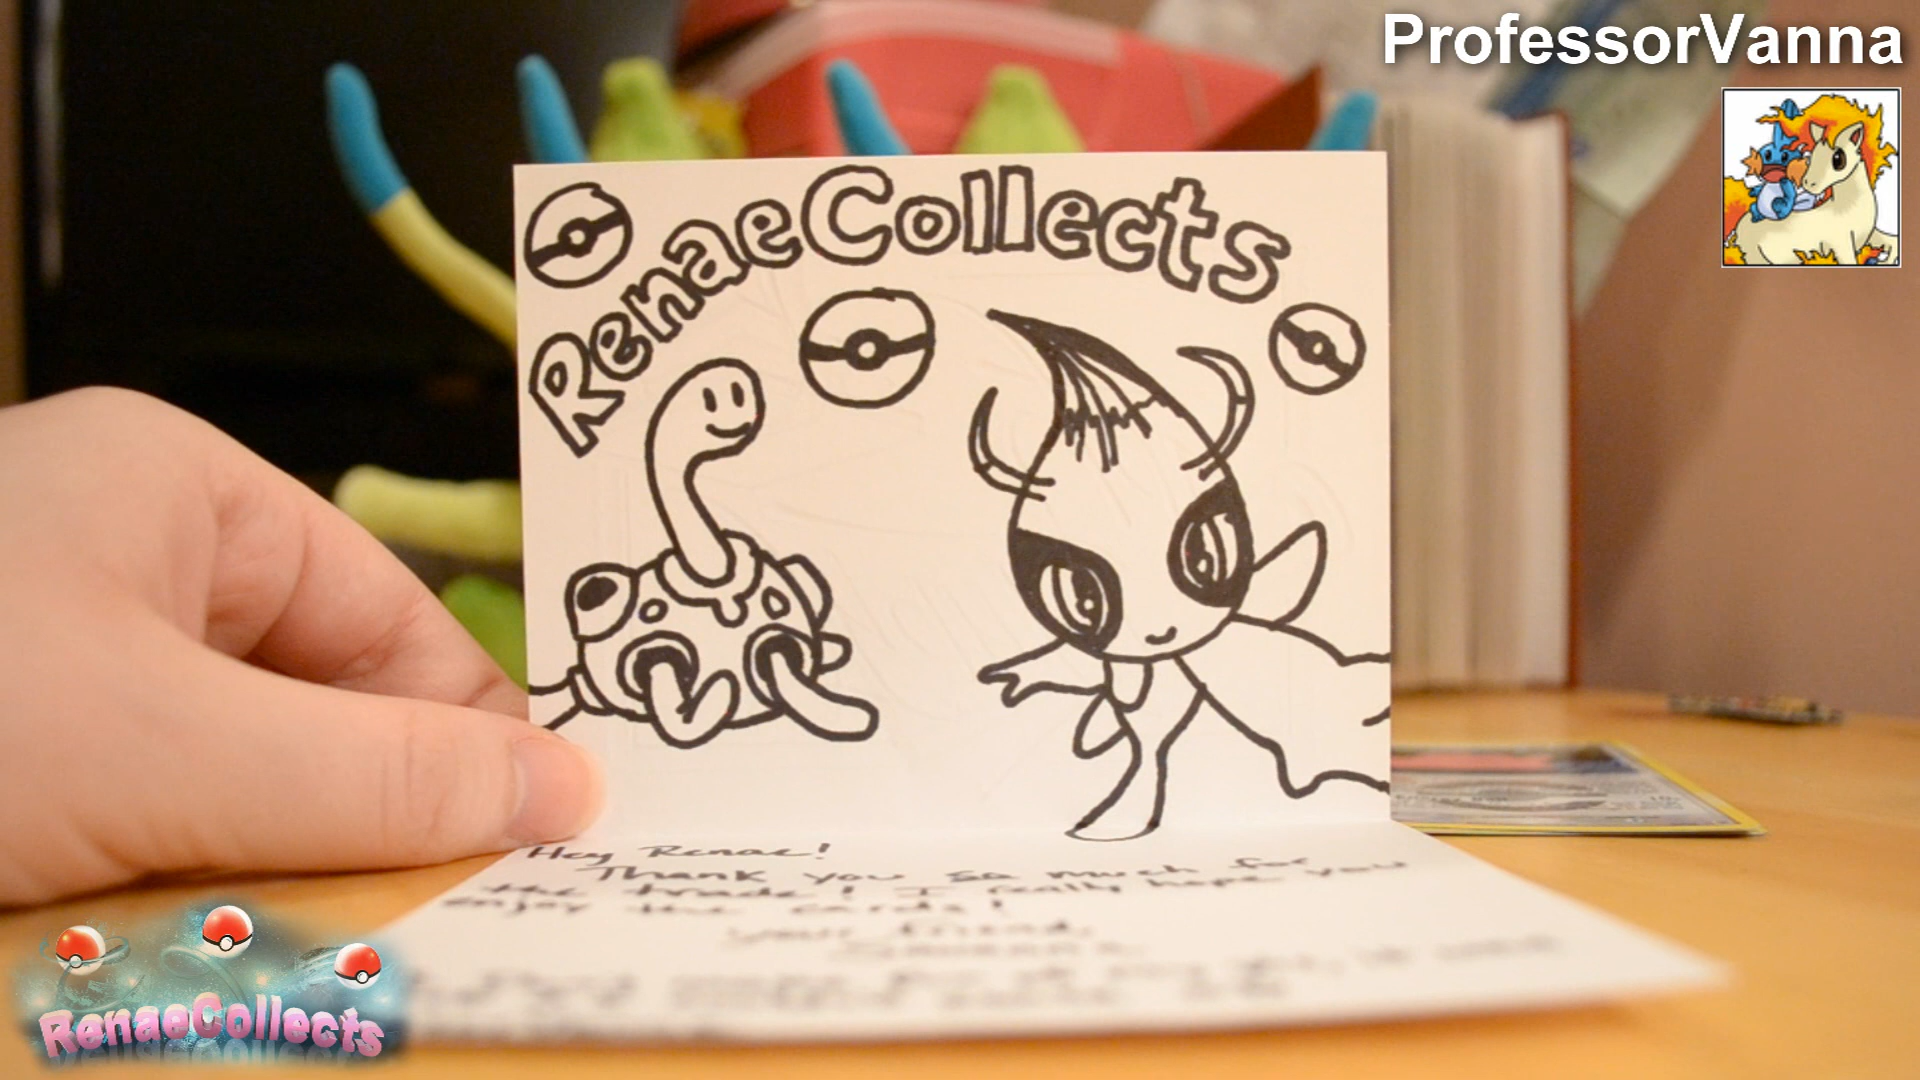 ProfessorVanna
RenaeCollects
Hey Renae!
Thank you so much for
the trade! I really hope you
enjoy the cards!
your friend,
Savanna
RenaeCollects